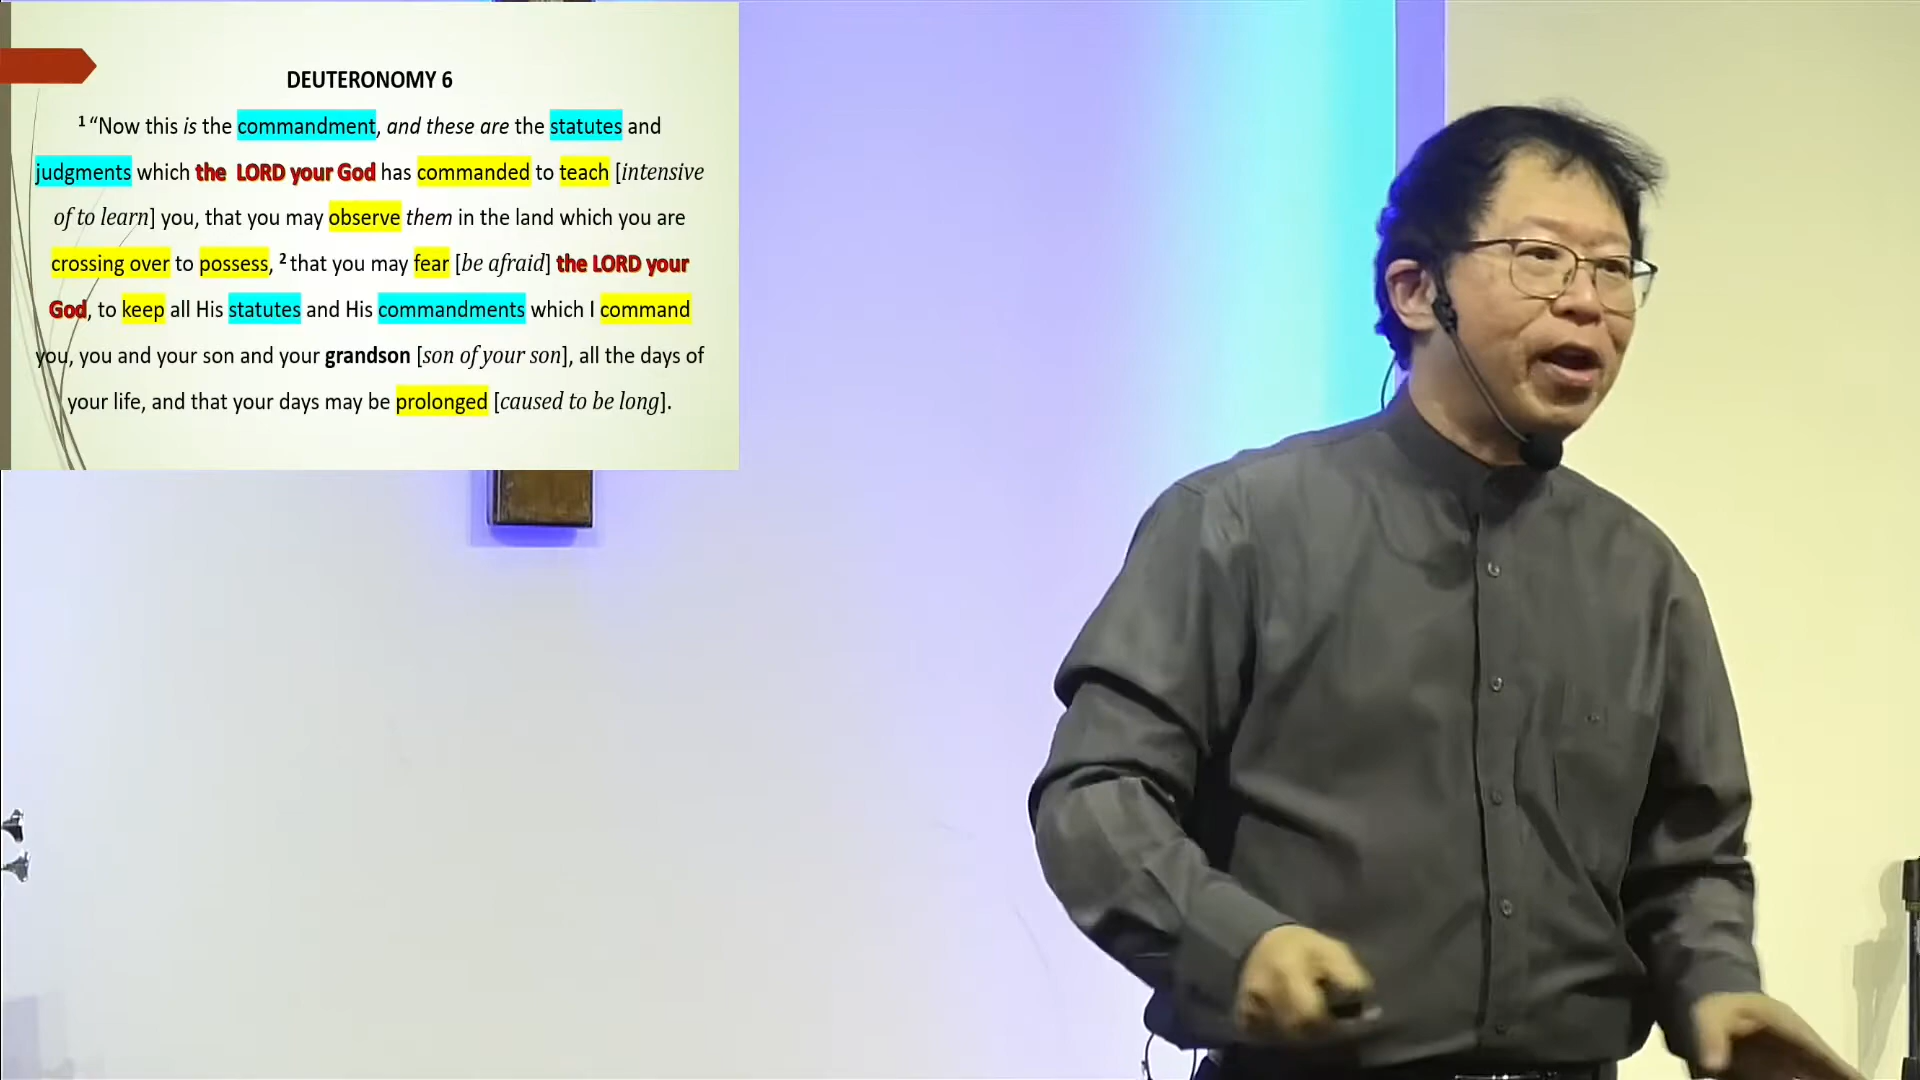 DEUTERONOMY 6
1 “Now this is the commandment, and these are the statutes and
judgments which the LORD your God has commanded to teach [intensive
of to learn] you, that you may observe them in the land which you are
crossing over to possess, 2 that you may fear [be afraid] the LORD your
God, to keep all His statutes and His commandments which I command
you, you and your son and your grandson [son of your son], all the days of
your life, and that your days may be prolonged [caused to be long].